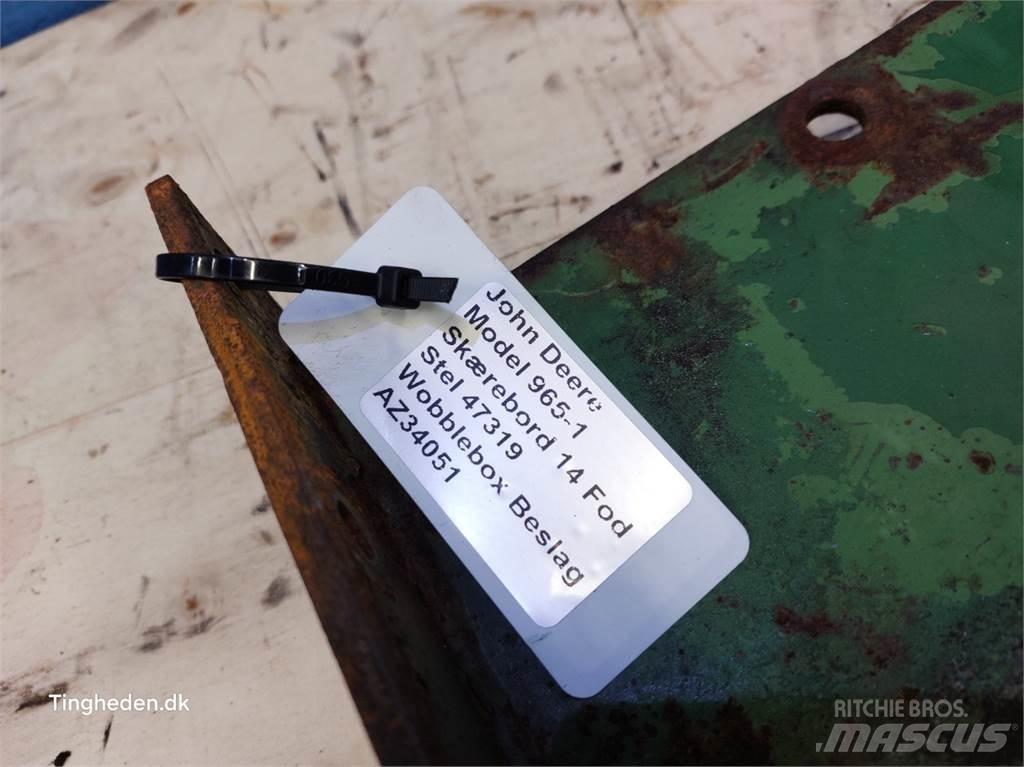 John Deere
Model 965-1
Skærebord 14 Fod
Stel 47319
Wobblebox Beslag
AZ34051
Tingheden.dk
RITCHIE BROS.
MASCUS